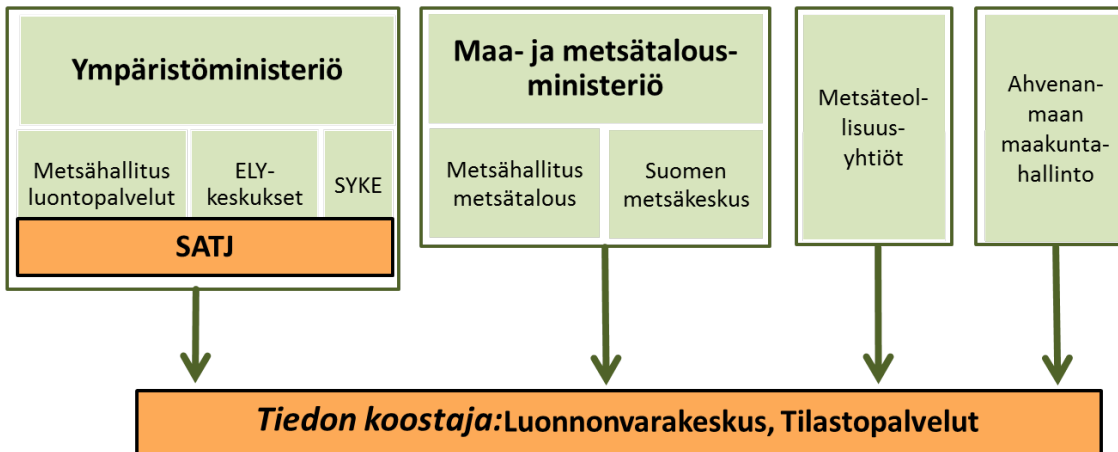 Ympäristöministeriö
Metsähallitus
luontopalvelut
ELY-
keskukset
SYKE
SATJ
Maa- ja metsätalous-
ministeriö
Metsähallitus
metsätalous
Suomen
metsäkeskus
Metsäteol-
lisuus-
yhtiöt
Ahvenan-
maan
maakunta-
hallinto
Tiedon koostaja:Luonnonvarakeskus, Tilastopalvelut